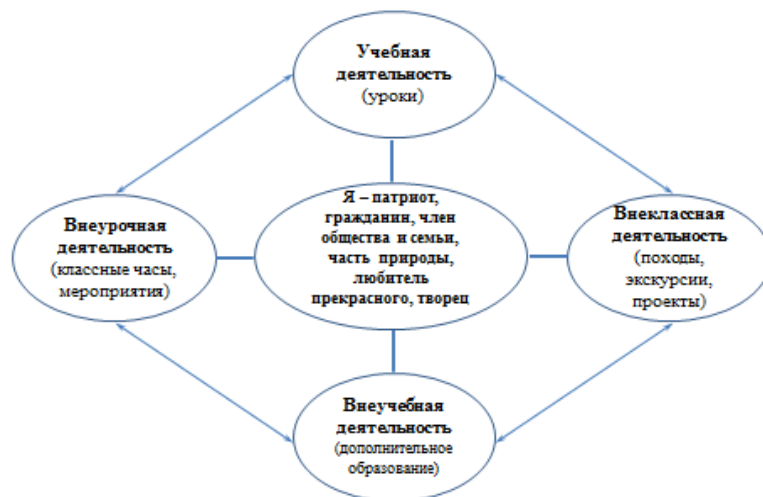 Учебная
деятельность
(уроки)
Внеурочная
деятельность
(классные часы,
мероприятия)
Я – патриот,
гражданин, член
общества и семьи,
часть природы,
любитель
прекрасного, творец
Внеклассная
деятельность
(походы,
экскурсии,
проекты)
Внеучебная
деятельность
(дополнительное
образование)